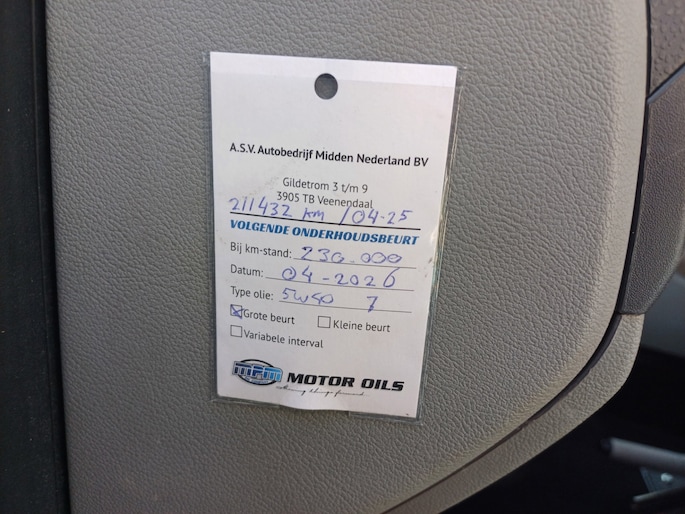 A.S.V. Autobedrijf Midden Nederland BV
Gildetrom 3 t/m 9
3905 TB Veenendaal
211432 km /04-25
VOLGENDE ONDERHOUDSBEURT
Bij km-stand: 230.000
Datum: 04-2026
Type olie: 5W40 7
Grote beurt Kleine beurt
Variabele interval
mpm MOTOR OILS